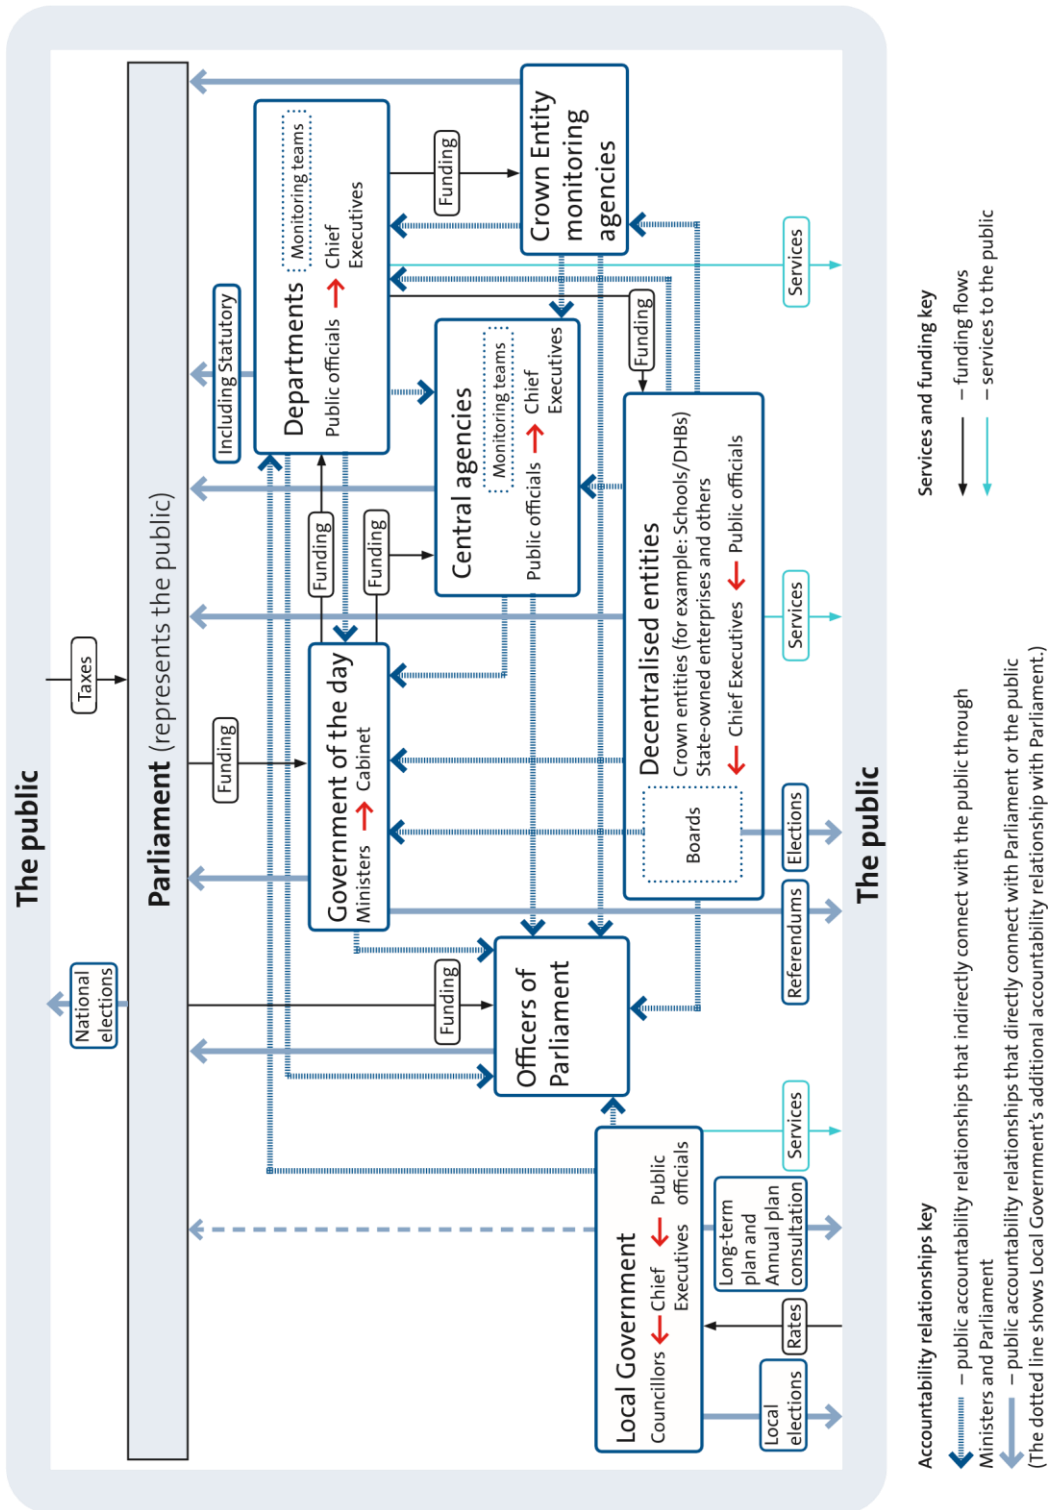 The public
National
elections
Taxes
Parliament (represents the public)
Funding
Including Statutory
Departments
Monitoring teams
Public officials
Chief
Executives
Funding
Funding
Government of the day
Ministers
Cabinet
Funding
Central agencies
Monitoring teams
Public officials
Chief
Executives
Funding
Crown Entity
monitoring
agencies
Funding
Officers of
Parliament
Funding
Local Government
Councillors
Chief
Executives
Public
officials
Decentralised entities
Crown entities (for example: Schools/DHBs)
State-owned enterprises and others
Chief Executives
Public officials
Boards
Local
elections
Rates
Long-term
plan and
Annual plan
consultation
Services
Referendums
Elections
Services
Services
The public
Accountability relationships key
– public accountability relationships that indirectly connect with the public through
Ministers and Parliament
– public accountability relationships that directly connect with Parliament or the public
(The dotted line shows Local Government's additional accountability relationship with Parliament.)
Services and funding key
– funding flows
– services to the public